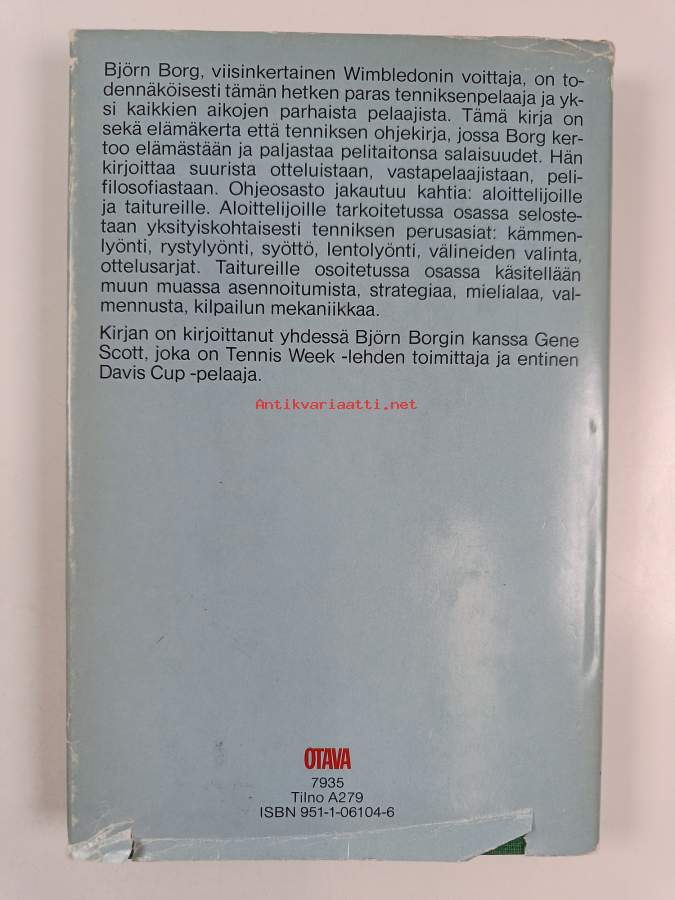 Björn Borg, viisinkertainen Wimbledonin voittaja, on to-
dennäköisesti tämän hetken paras tenniksenpelaaja ja yk-
si kaikkien aikojen parhaista pelaajista. Tämä kirja on
sekä elämäkerta että tenniksen ohjekirja, jossa Borg ker-
too elämästään ja paljastaa pelitaitonsa salaisuudet. Hän
kirjoittaa suurista otteluistaan, vastapelaajistaan, peli-
filosofiastaan. Ohjeosasto jakautuu kahtia: aloittelijoille
ja taitureille. Aloittelijoille tarkoitetussa osassa seloste-
taan yksityiskohtaisesti tenniksen perusasiat: kämmen-
lyönti, rystylyönti, syöttö, lentolyönti, välineiden valinta,
ottelusarjat. Taitureille osoitetussa osassa käsitellään
muun muassa asennoitumista, strategiaa, mielialaa, val-
mennusta, kilpailun mekaniikkaa.
Kirjan on kirjoittanut yhdessä Björn Borgin kanssa Gene
Scott, joka on Tennis Week -lehden toimittaja ja entinen
Davis Cup -pelaaja.
Antikvariaatti.net
OTAVA
7935
Tilno A279
ISBN 951-1-06104-6